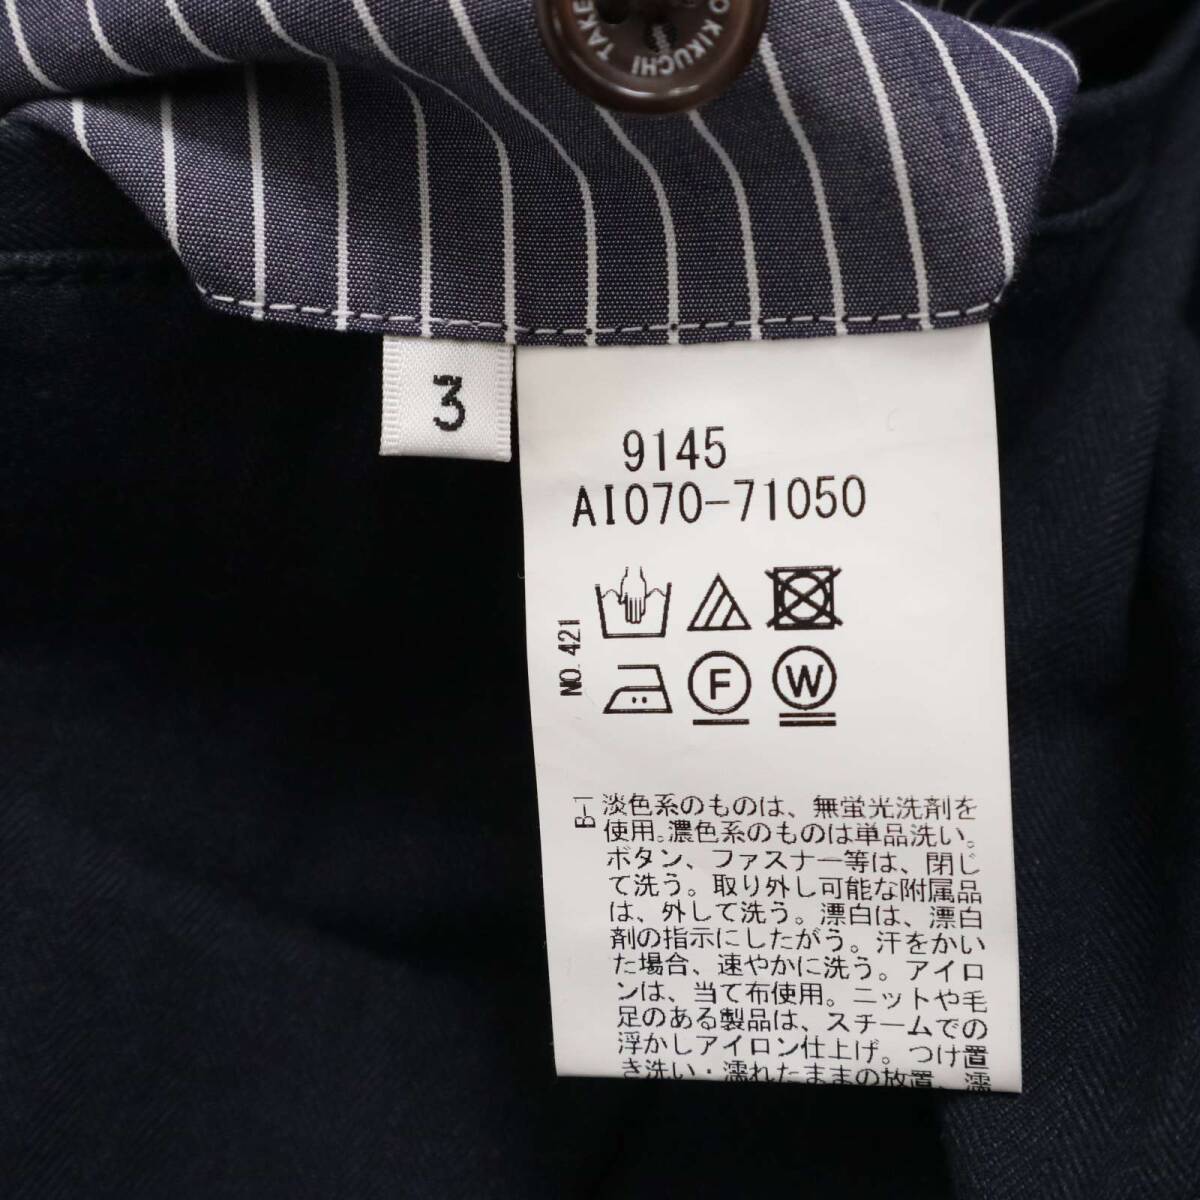 TAKEO KIKUCHI
3
9145
AI070-71050
NO.421
F
W
B-1
淡色系のものは、無蛍光洗剤を
使用。濃色系のものは単品洗い。
ボタン、ファスナー等は、閉じ
て洗う。取り外し可能な附属品
は、外して洗う。漂白は、漂白
剤の指示にしたがう。汗をかい
た場合、速やかに洗う。アイロ
ンは、当て布使用。ニットや毛
足のある製品は、スチームでの
浮かしアイロン仕上げ。つけ置
き洗い・濡れたままの放置、濡